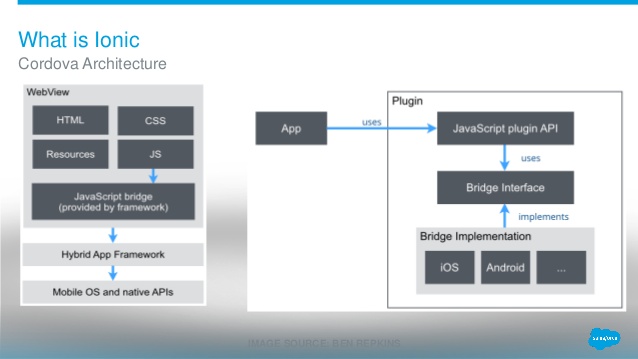 What is Ionic
Cordova Architecture
WebView
HTML
CSS
Resources
JS
JavaScript bridge
(provided by framework)
Hybrid App Framework
Mobile OS and native APIs
Plugin
App
uses
JavaScript plugin API
uses
Bridge Interface
implements
Bridge Implementation
iOS
Android
...
IMAGE SOURCE: BEN REPKINS
salesforce